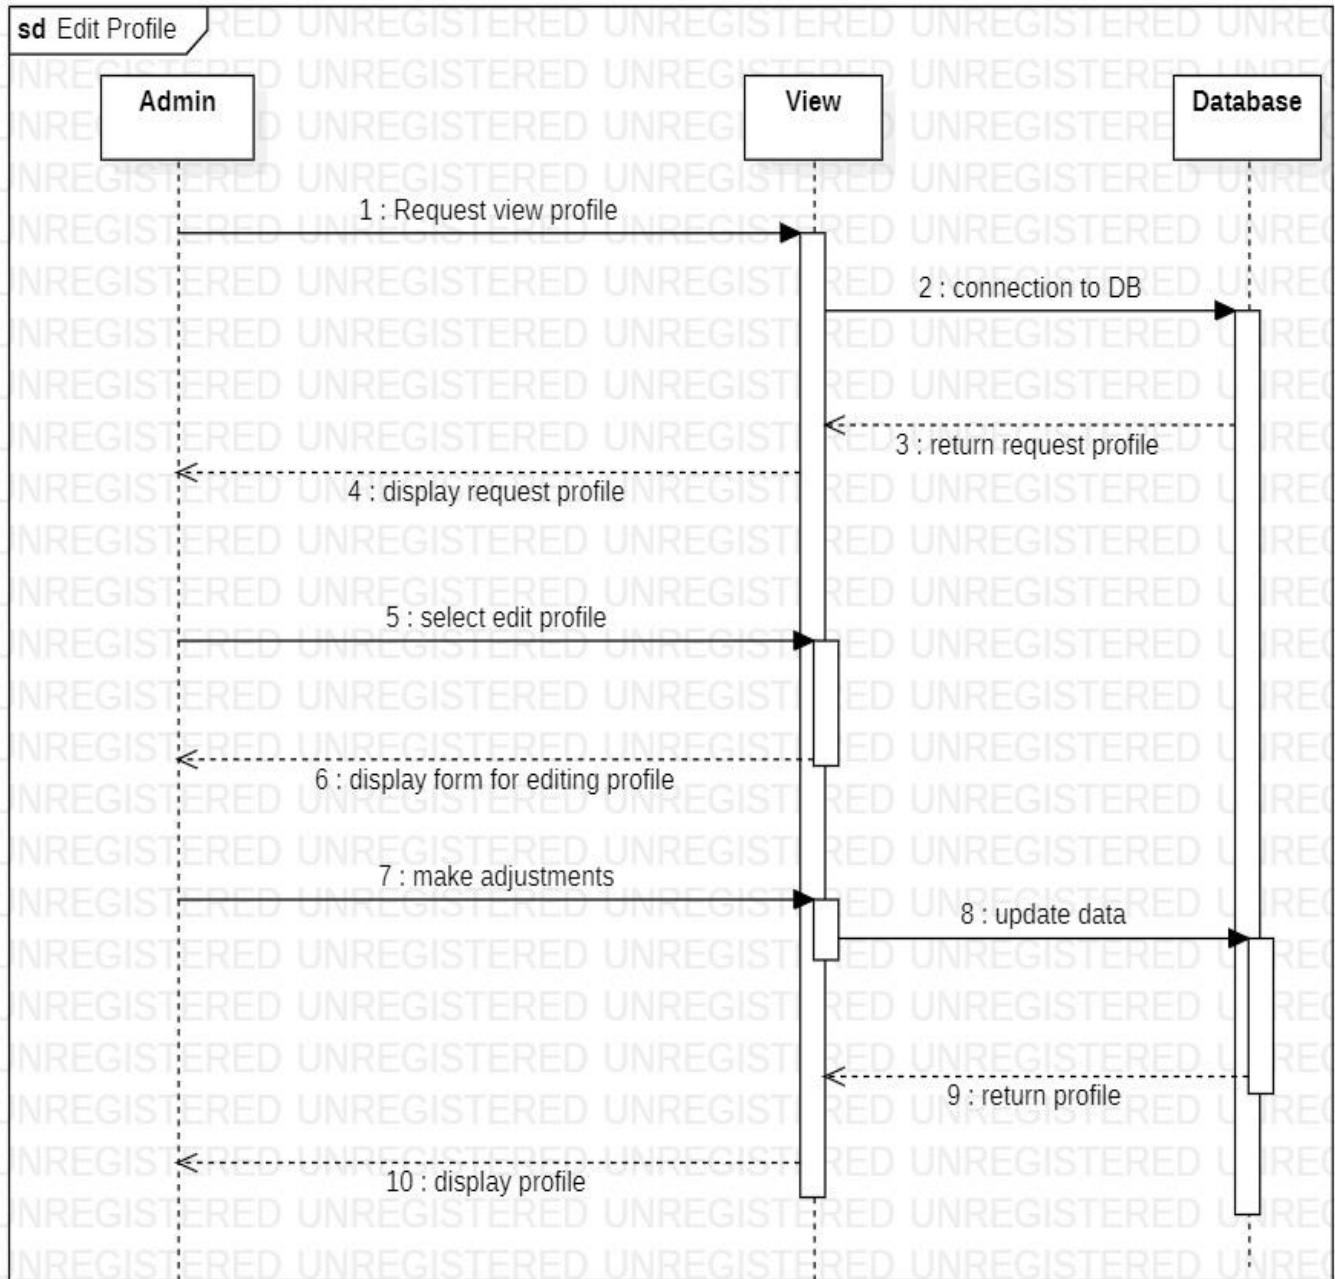 sd Edit Profile
Admin
View
Database
1 : Request view profile
2 : connection to DB
3 : return request profile
4 : display request profile
5 : select edit profile
6 : display form for editing profile
7 : make adjustments
8 : update data
9 : return profile
10 : display profile
UNREGISTERED